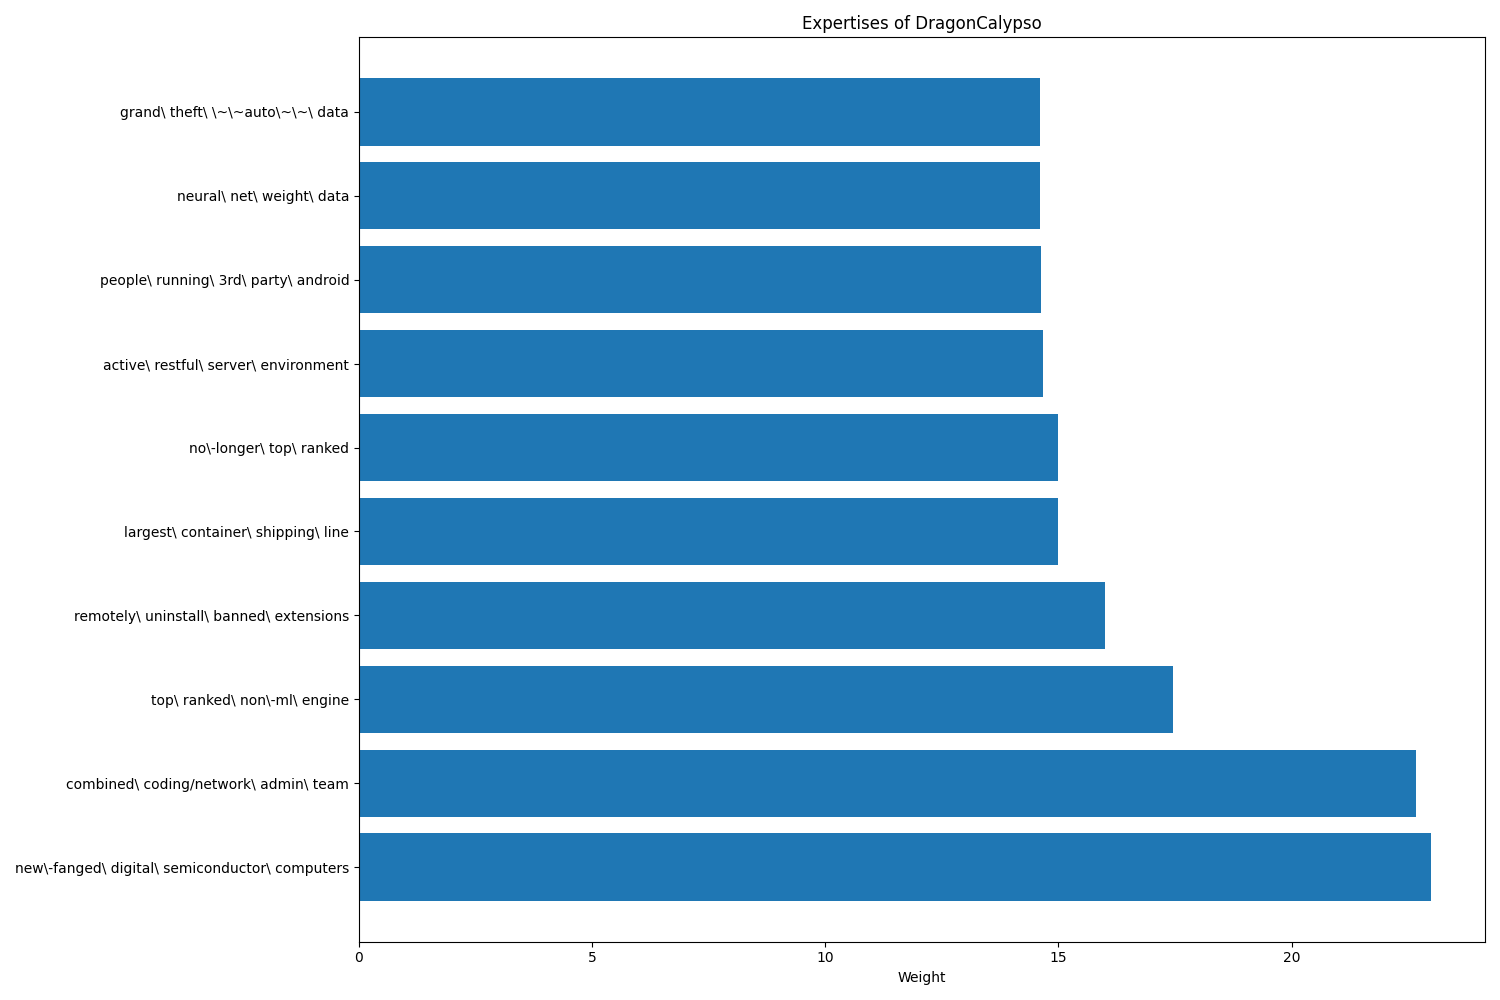 Expertises of DragonCalypso
grand\ theft\ \~\~auto\~\~\ data
neural\ net\ weight\ data
people\ running\ 3rd\ party\ android
active\ restful\ server\ environment
no\-longer\ top\ ranked
largest\ container\ shipping\ line
remotely\ uninstall\ banned\ extensions
top\ ranked\ non\-ml\ engine
combined\ coding/network\ admin\ team
new\-fanged\ digital\ semiconductor\ computers
0 5 10 15 20
Weight